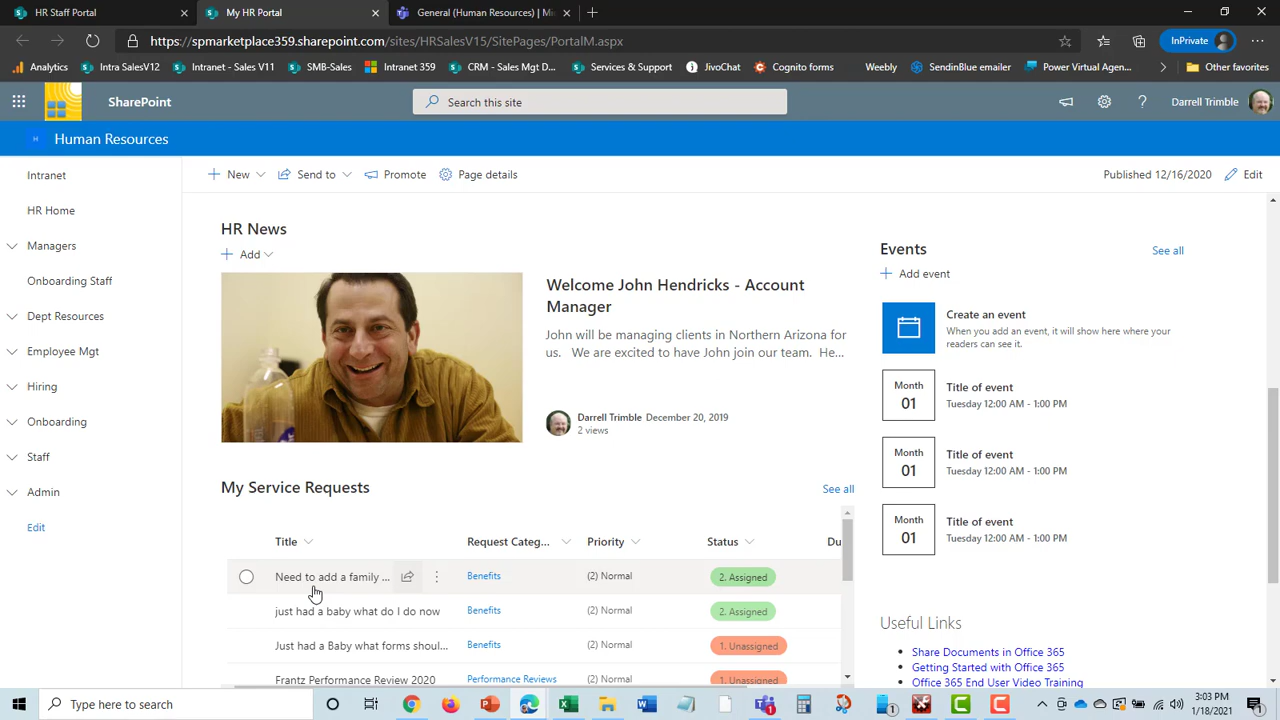 HR Staff Portal
My HR Portal
General (Human Resources) | Mi
https://spmarketplace359.sharepoint.com/sites/HRSalesV15/SitePages/PortalM.aspx
InPrivate
Analytics
Intra SalesV12
Intranet - Sales V11
SMB-Sales
Intranet 359
CRM - Sales Mgt D...
Services & Support
JivoChat
Cognito forms
Weebly
SendinBlue emailer
Power Virtual Agen...
Other favorites
SharePoint
Search this site
Darrell Trimble
H Human Resources
Intranet
HR Home
Managers
Onboarding Staff
Dept Resources
Employee Mgt
Hiring
Onboarding
Staff
Admin
Edit
New
Send to
Promote
Page details
Published 12/16/2020
Edit
HR News
Add
Welcome John Hendricks - Account
Manager
John will be managing clients in Northern Arizona for
us. We are excited to have John join our team. He...
Darrell Trimble December 20, 2019
2 views
My Service Requests
See all
Title Request Categ... Priority Status Du
Need to add a family ... Benefits (2) Normal 2. Assigned
just had a baby what do I do now Benefits (2) Normal 2. Assigned
Just had a Baby what forms shoul... Benefits (2) Normal 1. Unassigned
Frantz Performance Review 2020 Performance Reviews (2) Normal 1. Unassigned
Events
See all
Add event
Create an event
When you add an event, it will show here where your
readers can see it.
Month
01
Title of event
Tuesday 12:00 AM - 1:00 PM
Month
01
Title of event
Tuesday 12:00 AM - 1:00 PM
Month
01
Title of event
Tuesday 12:00 AM - 1:00 PM
Useful Links
Share Documents in Office 365
Getting Started with Office 365
Office 365 End User Video Training
Type here to search
3:03 PM
1/18/2021